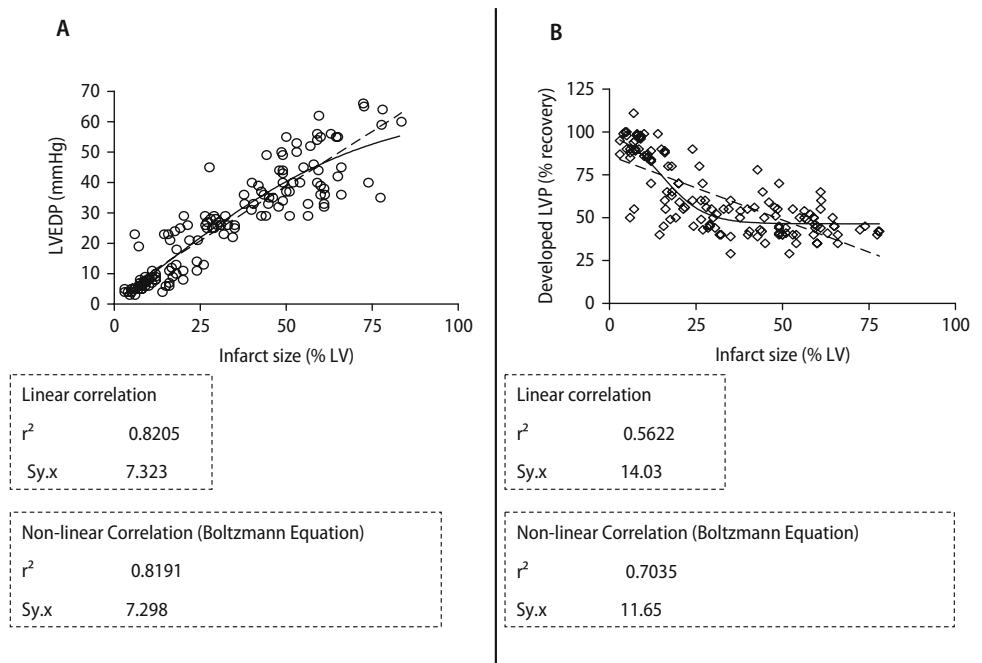 A
LVEDP (mmHg)
70
60
50
40
30
20
10
0
0 25 50 75 100
Infarct size (% LV)
Linear correlation
r² 0.8205
Sy.x 7.323
Non-linear Correlation (Boltzmann Equation)
r² 0.8191
Sy.x 7.298
B
Developed LVP (% recovery)
125
100
75
50
25
0
0 25 50 75 100
Infarct size (% LV)
Linear correlation
r² 0.5622
Sy.x 14.03
Non-linear Correlation (Boltzmann Equation)
r² 0.7035
Sy.x 11.65